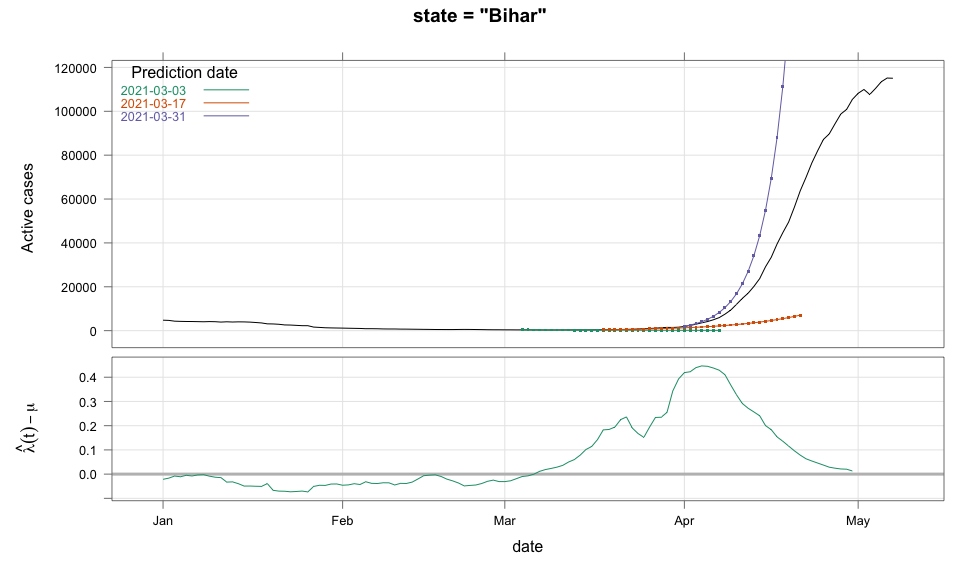 state = "Bihar"
Prediction date
2021-03-03
2021-03-17
2021-03-31
Active cases
120000
100000
80000
60000
40000
20000
0
λ̂(t) − μ
0.4
0.3
0.2
0.1
0.0
Jan Feb Mar Apr May
date